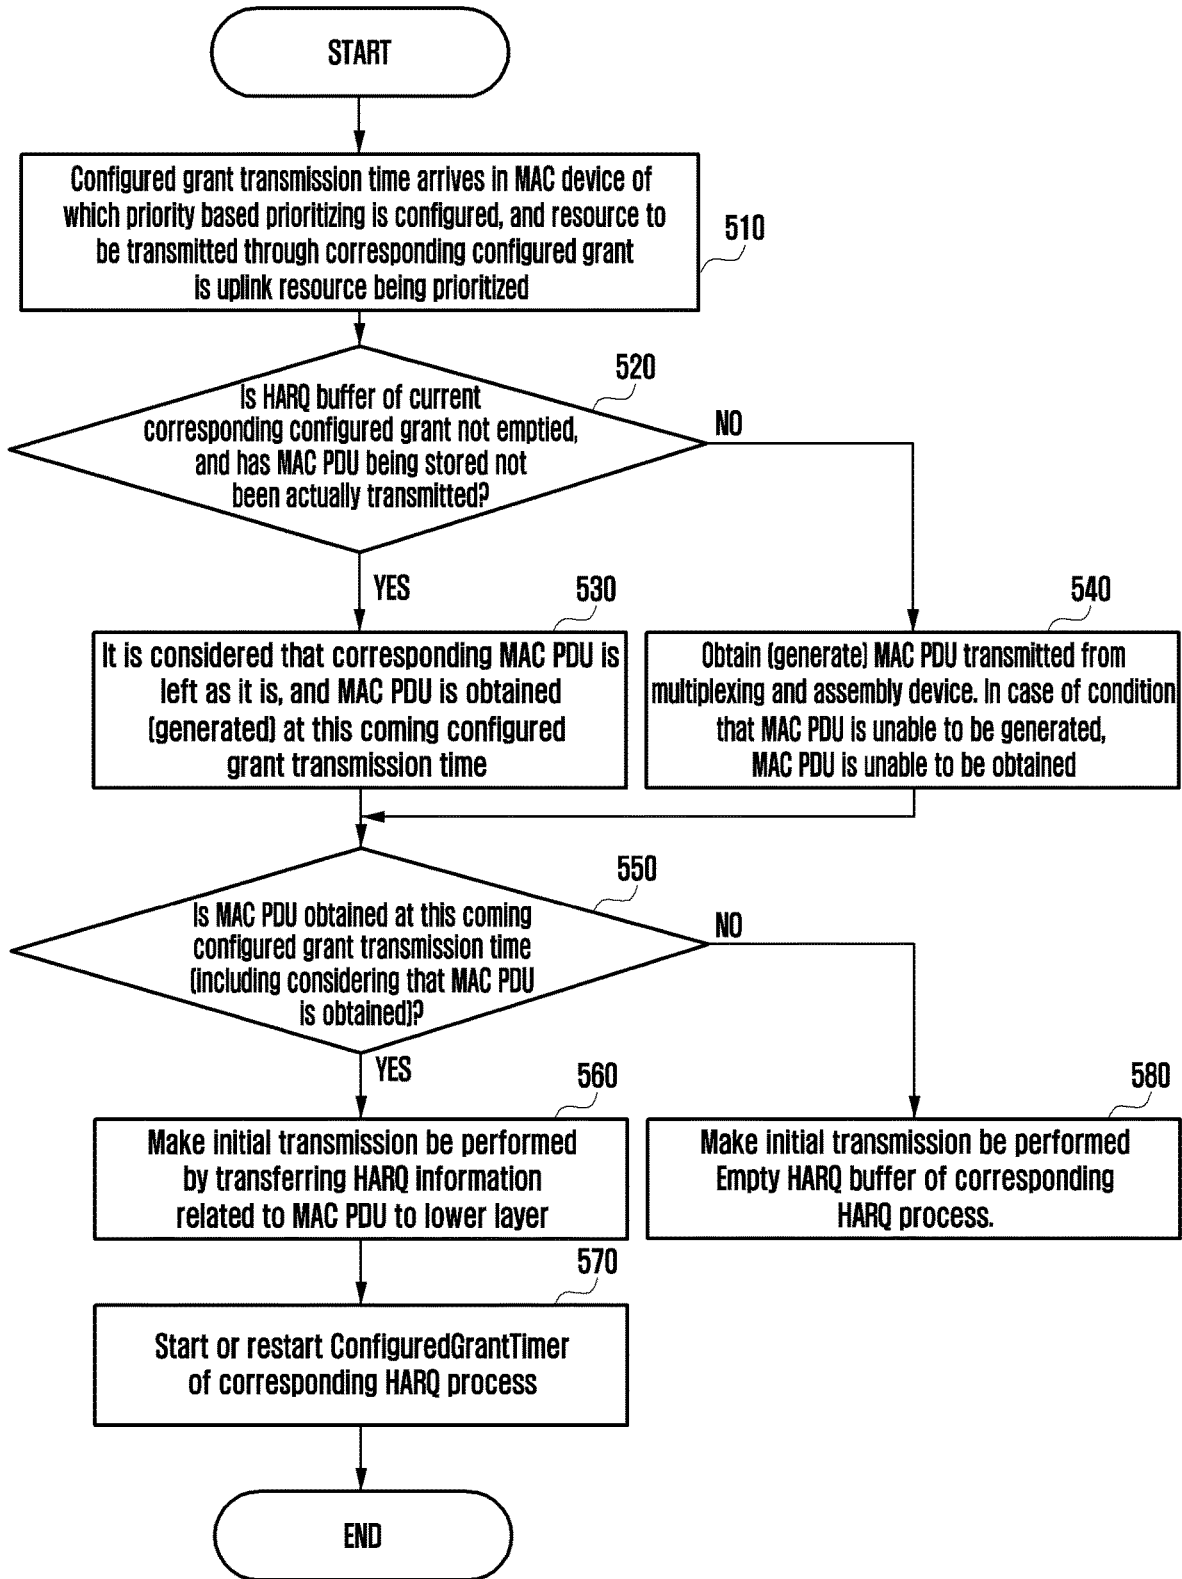 START
Configured grant transmission time arrives in MAC device of
which priority based prioritizing is configured, and resource to
be transmitted through corresponding configured grant
is uplink resource being prioritized
510
520
Is HARQ buffer of current
corresponding configured grant not emptied,
and has MAC PDU being stored not
been actually transmitted?
NO
YES
530
It is considered that corresponding MAC PDU is
left as it is, and MAC PDU is obtained
(generated) at this coming configured
grant transmission time
540
Obtain (generate) MAC PDU transmitted from
multiplexing and assembly device. In case of condition
that MAC PDU is unable to be generated,
MAC PDU is unable to be obtained
550
Is MAC PDU obtained at this coming
configured grant transmission time
(including considering that MAC PDU
is obtained)?
NO
YES
560
Make initial transmission be performed
by transferring HARQ information
related to MAC PDU to lower layer
580
Make initial transmission be performed
Empty HARQ buffer of corresponding
HARQ process.
570
Start or restart ConfiguredGrantTimer
of corresponding HARQ process
END